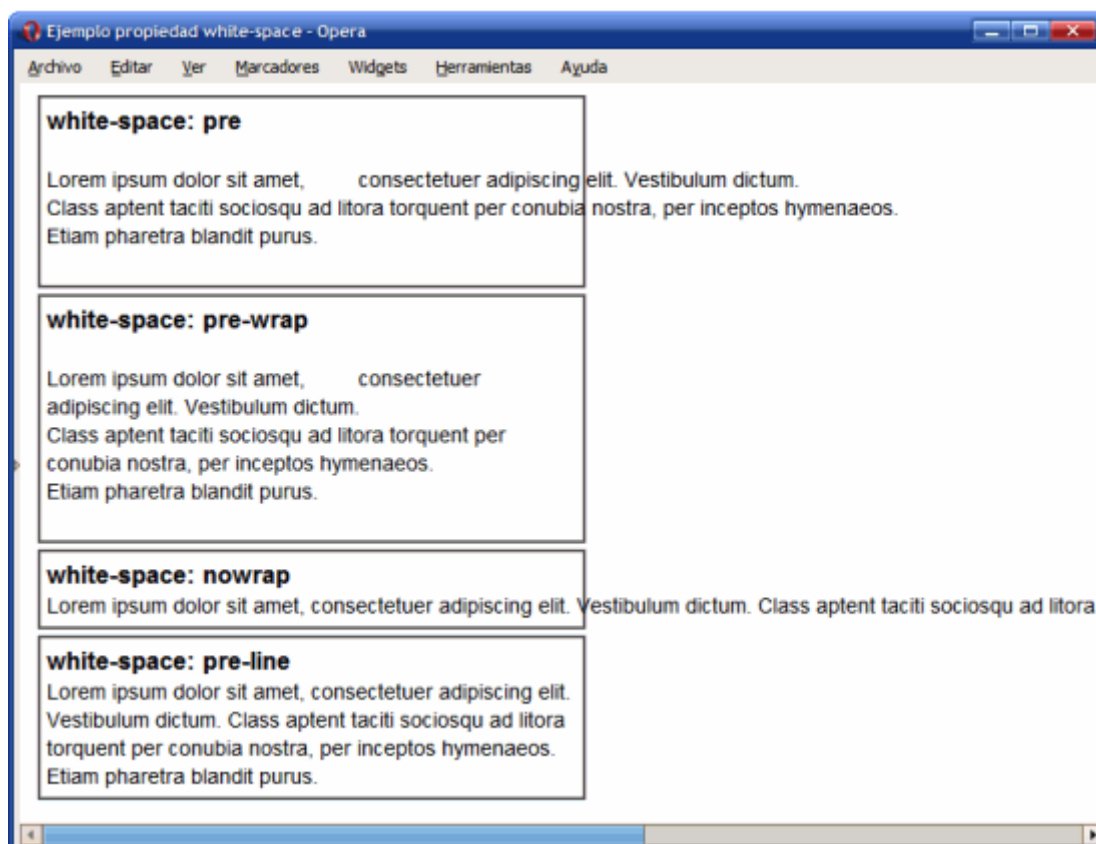 Ejemplo propiedad white-space - Opera
Archivo Editar Ver Marcadores Widgets Herramientas Ayuda
white-space: pre
Lorem ipsum dolor sit amet, consectetuer adipiscing elit. Vestibulum dictum.
Class aptent taciti sociosqu ad litora torquent per conubia nostra, per inceptos hymenaeos.
Etiam pharetra blandit purus.
white-space: pre-wrap
Lorem ipsum dolor sit amet, consectetuer
adipiscing elit. Vestibulum dictum.
Class aptent taciti sociosqu ad litora torquent per
conubia nostra, per inceptos hymenaeos.
Etiam pharetra blandit purus.
white-space: nowrap
Lorem ipsum dolor sit amet, consectetuer adipiscing elit. Vestibulum dictum. Class aptent taciti sociosqu ad litora
white-space: pre-line
Lorem ipsum dolor sit amet, consectetuer adipiscing elit.
Vestibulum dictum. Class aptent taciti sociosqu ad litora
torquent per conubia nostra, per inceptos hymenaeos.
Etiam pharetra blandit purus.